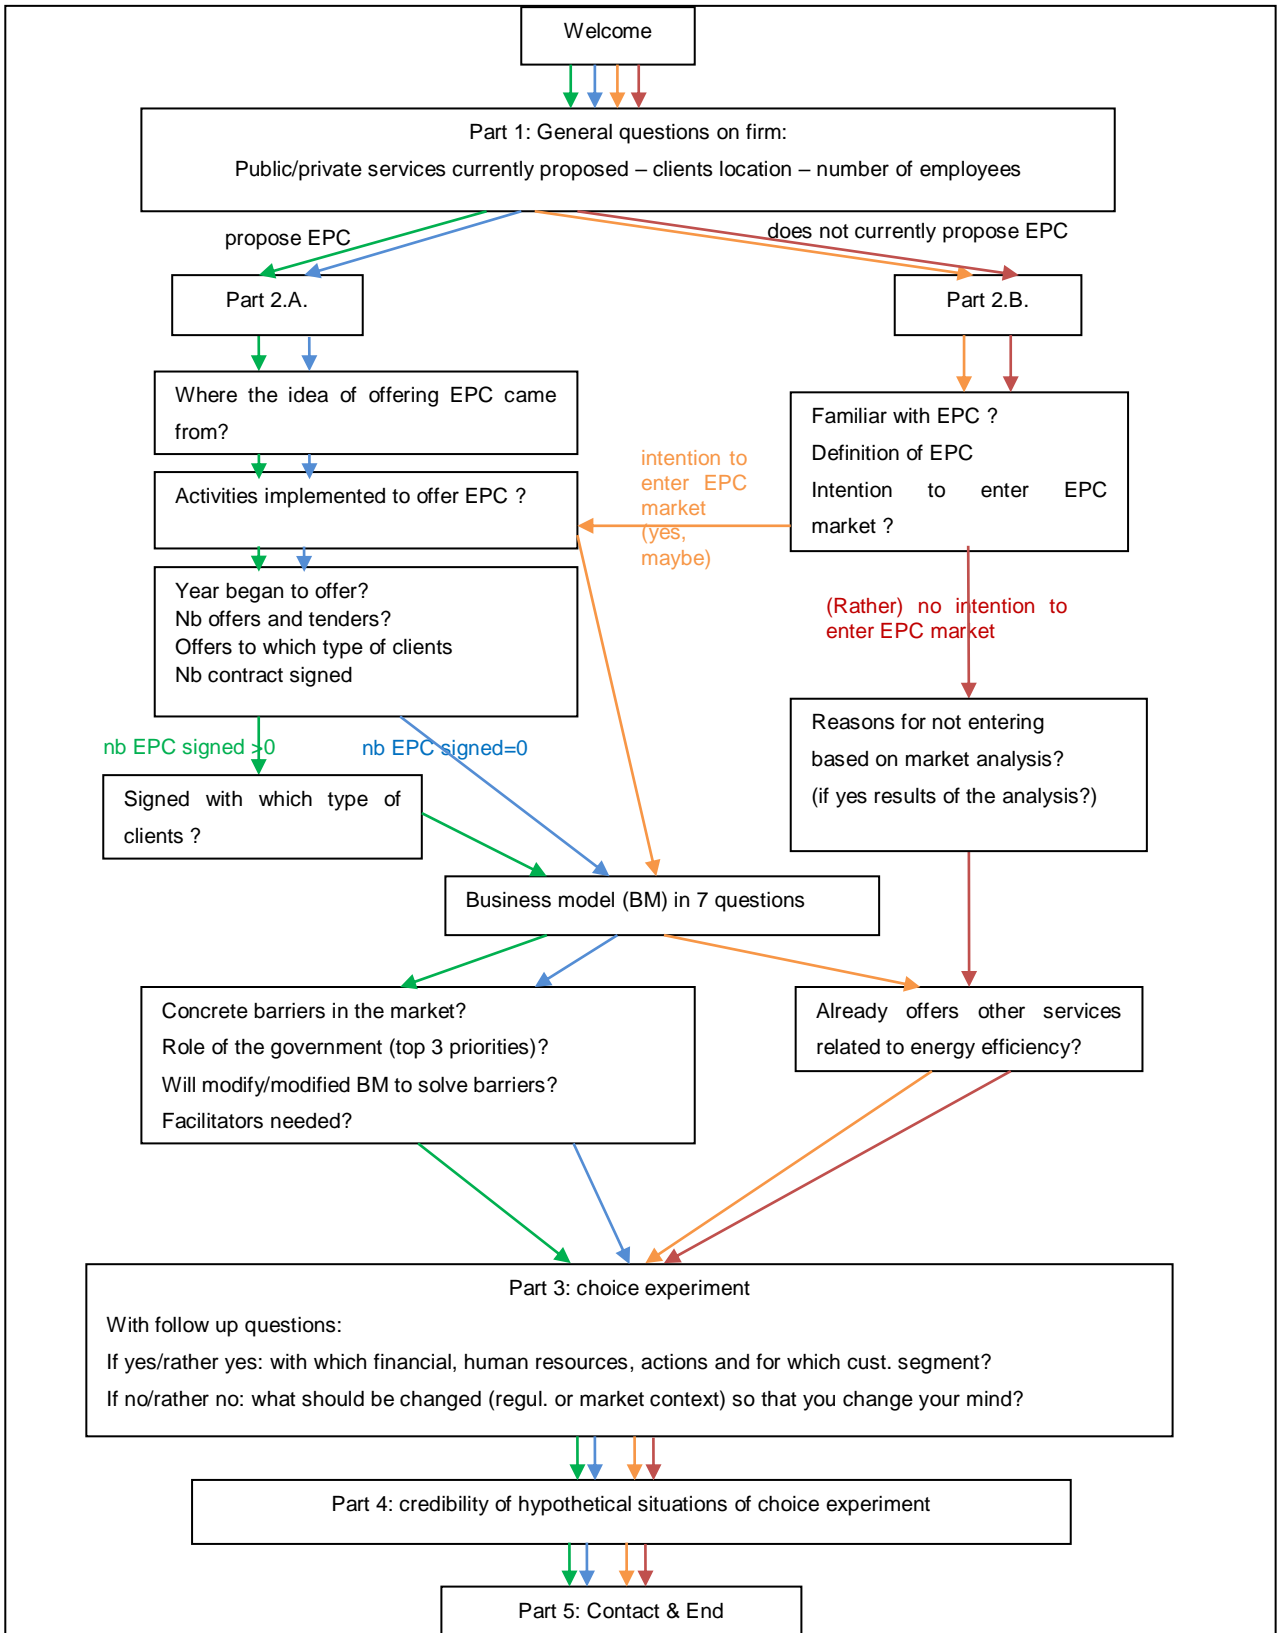 Welcome
Part 1: General questions on firm:
Public/private services currently proposed – clients location – number of employees
propose EPC
does not currently propose EPC
Part 2.A.
Part 2.B.
Where the idea of offering EPC came
from?
Familiar with EPC ?
Definition of EPC
Intention to enter EPC
market ?
intention to
enter EPC
market
(yes,
maybe)
Activities implemented to offer EPC ?
Year began to offer?
Nb offers and tenders?
Offers to which type of clients
Nb contract signed
(Rather) no intention to
enter EPC market
nb EPC signed >0
nb EPC signed=0
Reasons for not entering
based on market analysis?
(if yes results of the analysis?)
Signed with which type of
clients ?
Business model (BM) in 7 questions
Concrete barriers in the market?
Role of the government (top 3 priorities)?
Will modify/modified BM to solve barriers?
Facilitators needed?
Already offers other services
related to energy efficiency?
Part 3: choice experiment
With follow up questions:
If yes/rather yes: with which financial, human resources, actions and for which cust. segment?
If no/rather no: what should be changed (regul. or market context) so that you change your mind?
Part 4: credibility of hypothetical situations of choice experiment
Part 5: Contact & End